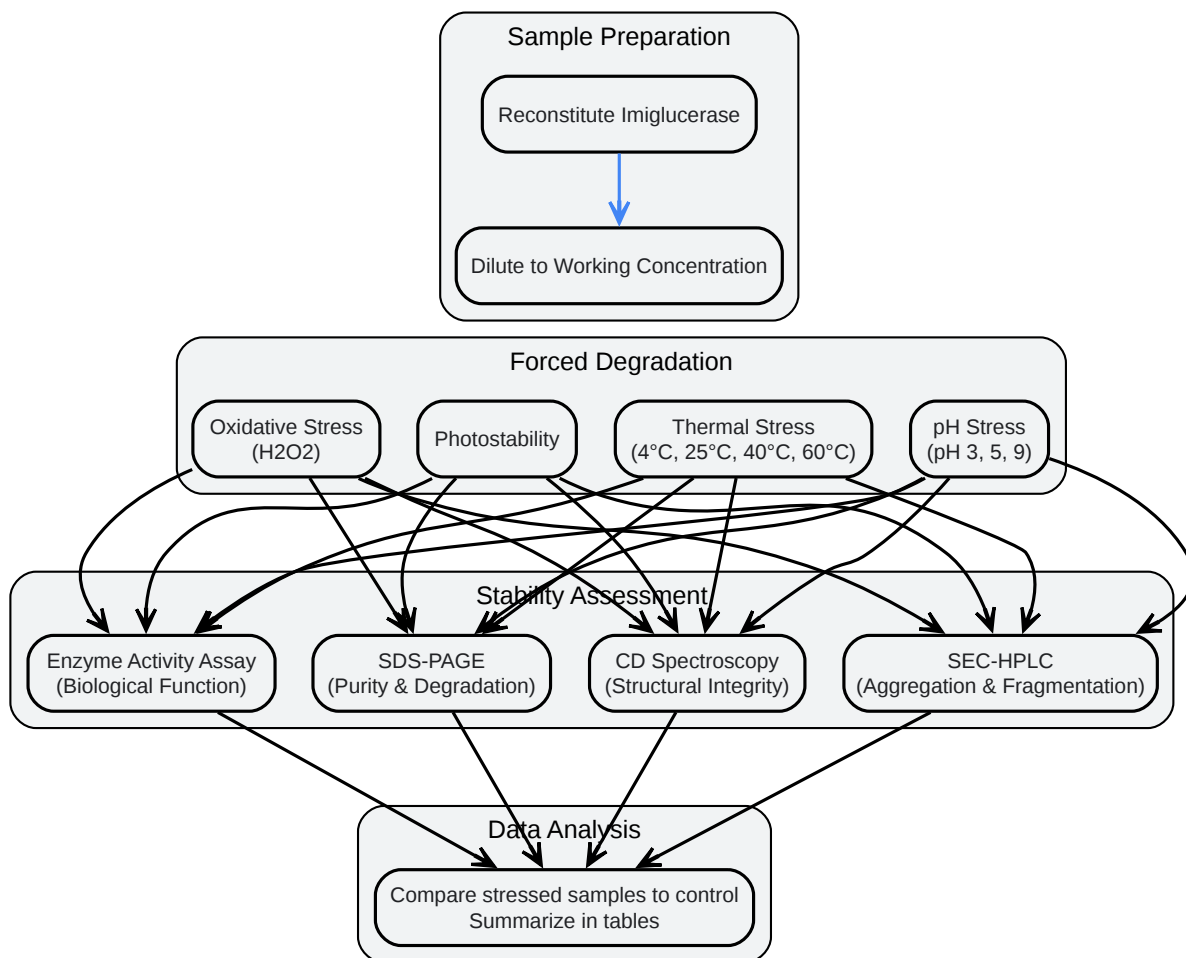 Sample Preparation
Reconstitute Imiglucerase
Dilute to Working Concentration
Forced Degradation
Oxidative Stress
(H2O2)
Photostability
Thermal Stress
(4°C, 25°C, 40°C, 60°C)
pH Stress
(pH 3, 5, 9)
Stability Assessment
Enzyme Activity Assay
(Biological Function)
SDS-PAGE
(Purity & Degradation)
CD Spectroscopy
(Structural Integrity)
SEC-HPLC
(Aggregation & Fragmentation)
Data Analysis
Compare stressed samples to control
Summarize in tables